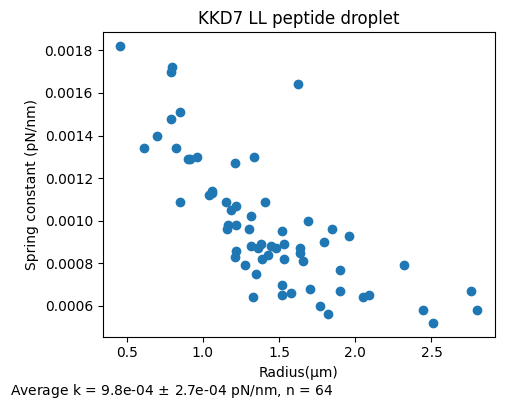 KKD7 LL peptide droplet
Spring constant (pN/nm)
0.0018
0.0016
0.0014
0.0012
0.0010
0.0008
0.0006
0.5 1.0 1.5 2.0 2.5
Radius(μm)
Average k = 9.8e-04 ± 2.7e-04 pN/nm, n = 64